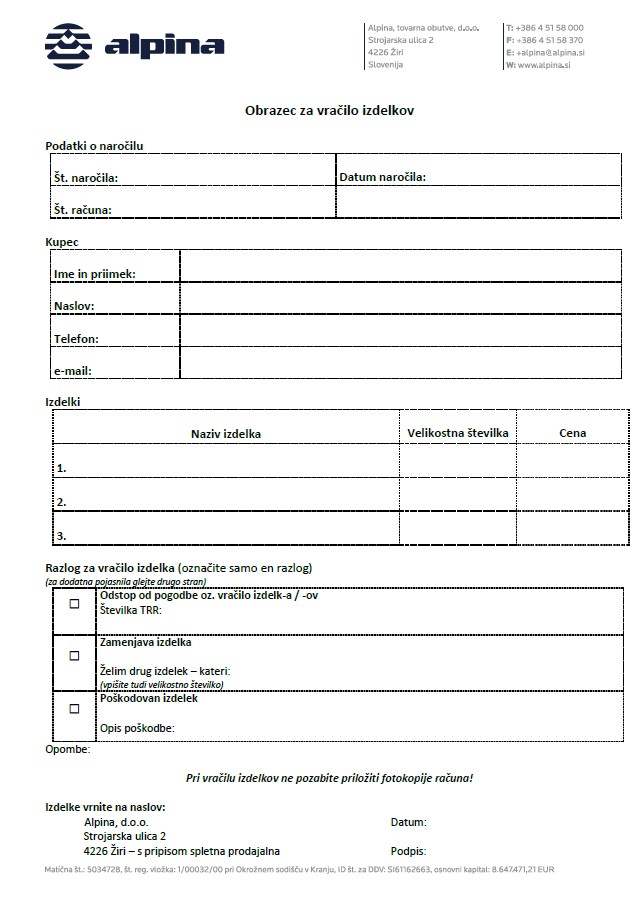 alpina
Alpina, tovarna obutve, d.o.o.
Strojarska ulica 2
4226 Žiri
Slovenija
T: +386 4 51 58 000
F: +386 4 51 58 370
E: +alpina@alpina.si
W: www.alpina.si
Obrazec za vračilo izdelkov
Podatki o naročilu
Št. naročila: Datum naročila:
Št. računa:
Kupec
Ime in priimek:
Naslov:
Telefon:
e-mail:
Izdelki
Naziv izdelka Velikostna številka Cena
1.
2.
3.
Razlog za vračilo izdelka (označite samo en razlog)
(za dodatna pojasnila glejte drugo stran)
Odstop od pogodbe oz. vračilo izdelk-a / -ov
Številka TRR:
Zamenjava izdelka
Želim drug izdelek – kateri:
(vpišite tudi velikostno številko)
Poškodovan izdelek
Opis poškodbe:
Opombe:
Pri vračilu izdelkov ne pozabite priložiti fotokopije računa!
Izdelke vrnite na naslov:
Alpina, d.o.o. Datum:
Strojarska ulica 2
4226 Žiri – s pripisom spletna prodajalna Podpis:
Matična št.: 5034728, št. reg. vložka: 1/00032/00 pri Okrožnem sodišču v Kranju, ID št. za DDV: SI61162663, osnovni kapital: 8.647.471,21 EUR